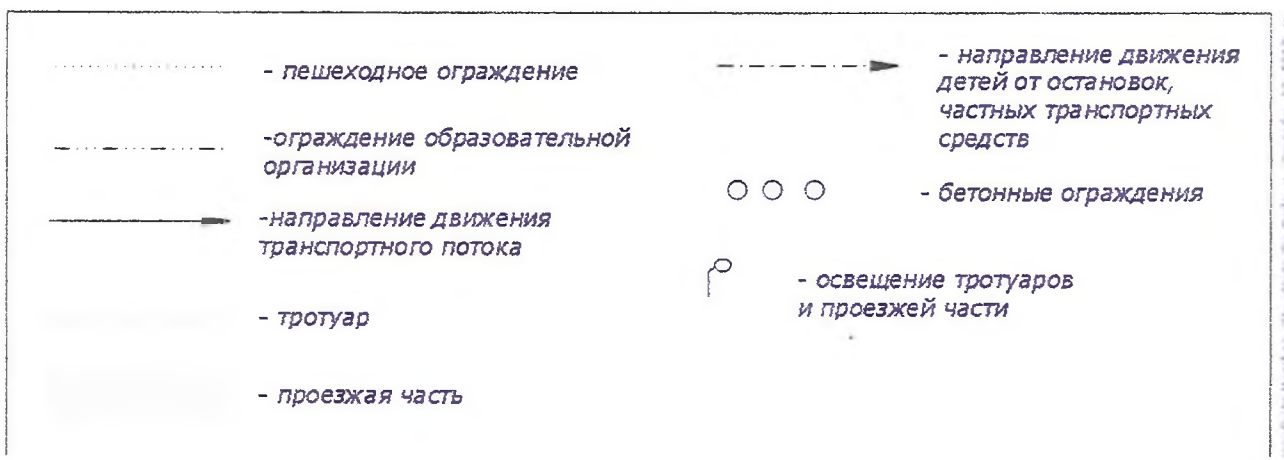 - пешеходное ограждение
-ограждение образовательной
организации
-направление движения
транспортного потока
- тротуар
- проезжая часть
- направление движения
детей от остановок,
частных транспортных
средств
- бетонные ограждения
- освещение тротуаров
и проезжей части